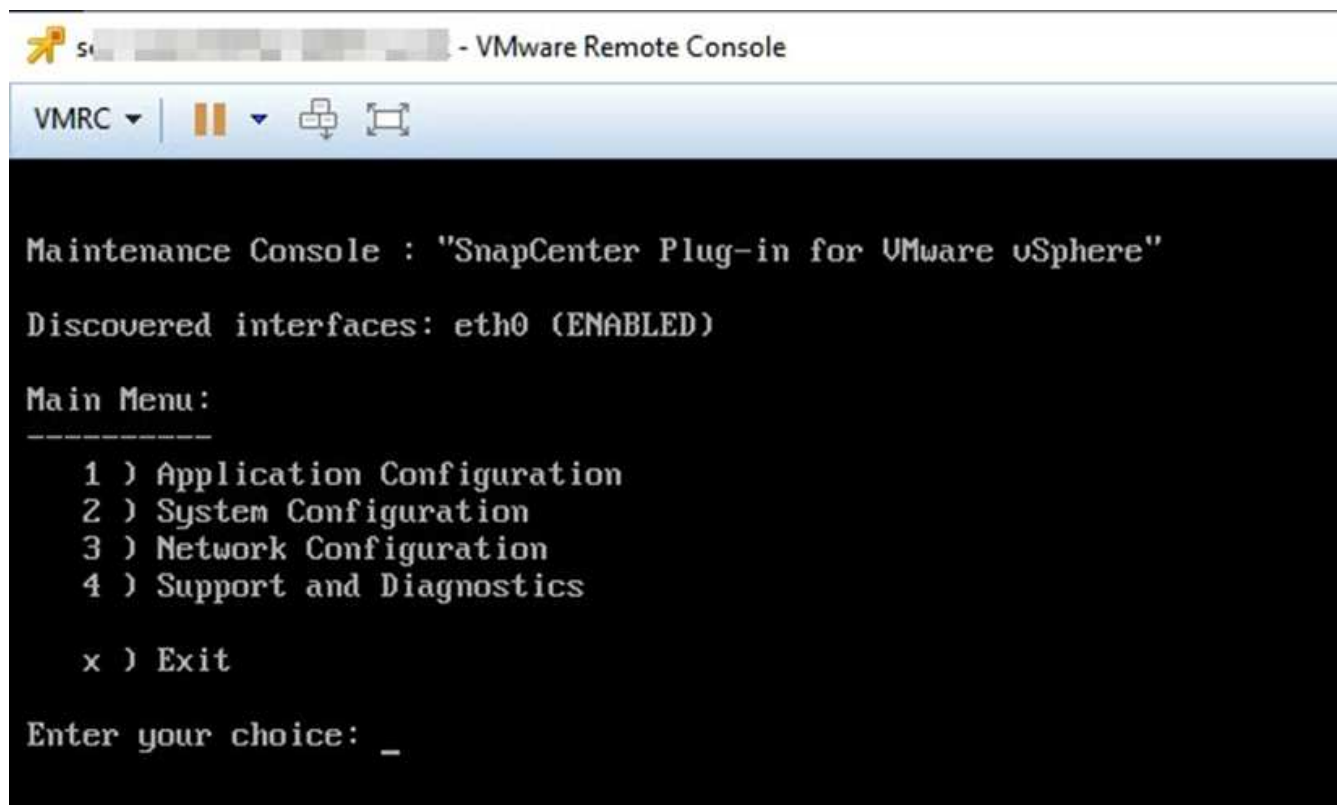 - VMware Remote Console
VMRC
Maintenance Console : "SnapCenter Plug-in for VMware vSphere"
Discovered interfaces: eth0 (ENABLED)
Main Menu:
----------
1 ) Application Configuration
2 ) System Configuration
3 ) Network Configuration
4 ) Support and Diagnostics
x ) Exit
Enter your choice: _